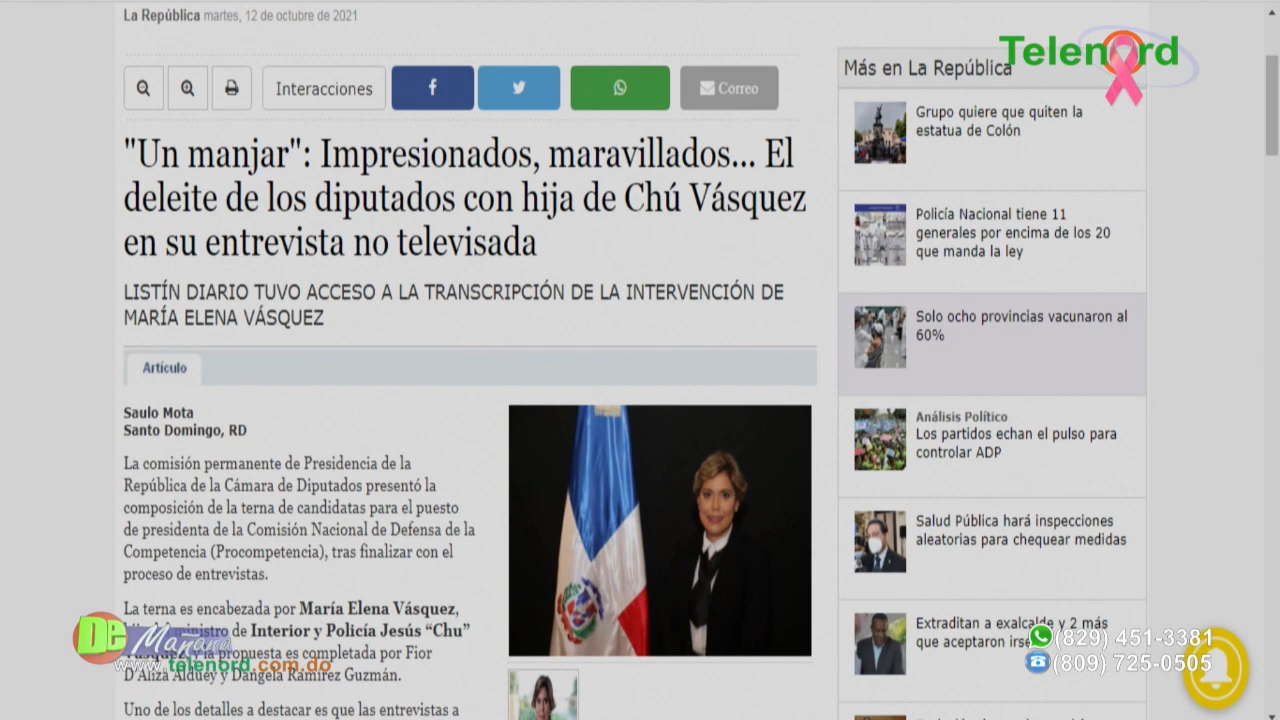 La República martes, 12 de octubre de 2021
Telenord
Interacciones
Correo
"Un manjar": Impresionados, maravillados... El
deleite de los diputados con hija de Chú Vásquez
en su entrevista no televisada
LISTÍN DIARIO TUVO ACCESO A LA TRANSCRIPCIÓN DE LA INTERVENCIÓN DE
MARÍA ELENA VÁSQUEZ
Artículo
Saulo Mota
Santo Domingo, RD
La comisión permanente de Presidencia de la
República de la Cámara de Diputados presentó la
composición de la terna de candidatas para el puesto
de presidenta de la Comisión Nacional de Defensa de la
Competencia (Procompetencia), tras finalizar con el
proceso de entrevistas.
La terna es encabezada por María Elena Vásquez,
ministro de Interior y Policía Jesús “Chu”
la propuesta es completada por Fior
D’Aliza Alduey y Dangela Ramírez Guzmán.
Uno de los detalles a destacar es que las entrevistas a
Más en La República
Grupo quiere que quiten la
estatua de Colón
Policía Nacional tiene 11
generales por encima de los 20
que manda la ley
Solo ocho provincias vacunaron al
60%
Análisis Político
Los partidos echan el pulso para
controlar ADP
Salud Pública hará inspecciones
aleatorias para chequear medidas
Extraditan a exalcalde y 2 más
que aceptaron
De Mañana
www.telenord.com.do
(829) 451-3381
(809) 725-0505